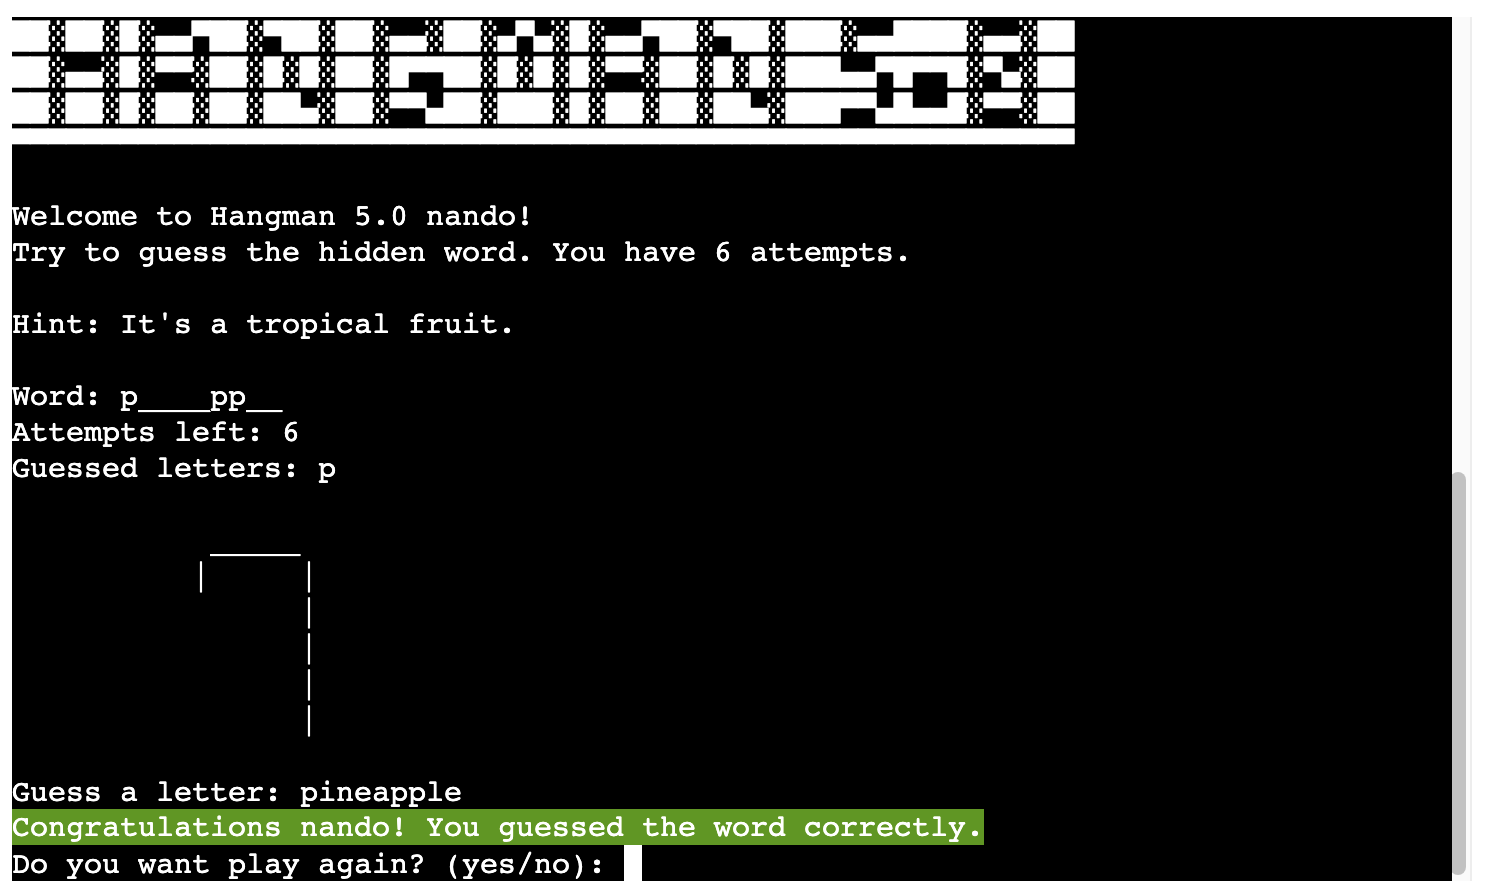 HANGMAN 5.0
Welcome to Hangman 5.0 nando!
Try to guess the hidden word. You have 6 attempts.
Hint: It's a tropical fruit.
Word: p____pp__
Attempts left: 6
Guessed letters: p
Guess a letter: pineapple
Congratulations nando! You guessed the word correctly.
Do you want play again? (yes/no):